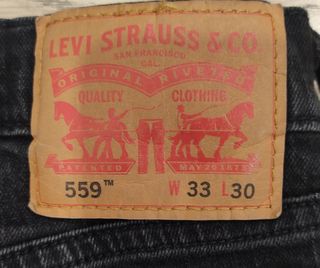 LEVI STRAUSS & CO.
SAN FRANCISCO
CAL.
ORIGINAL RIVETED
QUALITY CLOTHING
PATENTED MAY 20 1873
559™ W 33 L 30